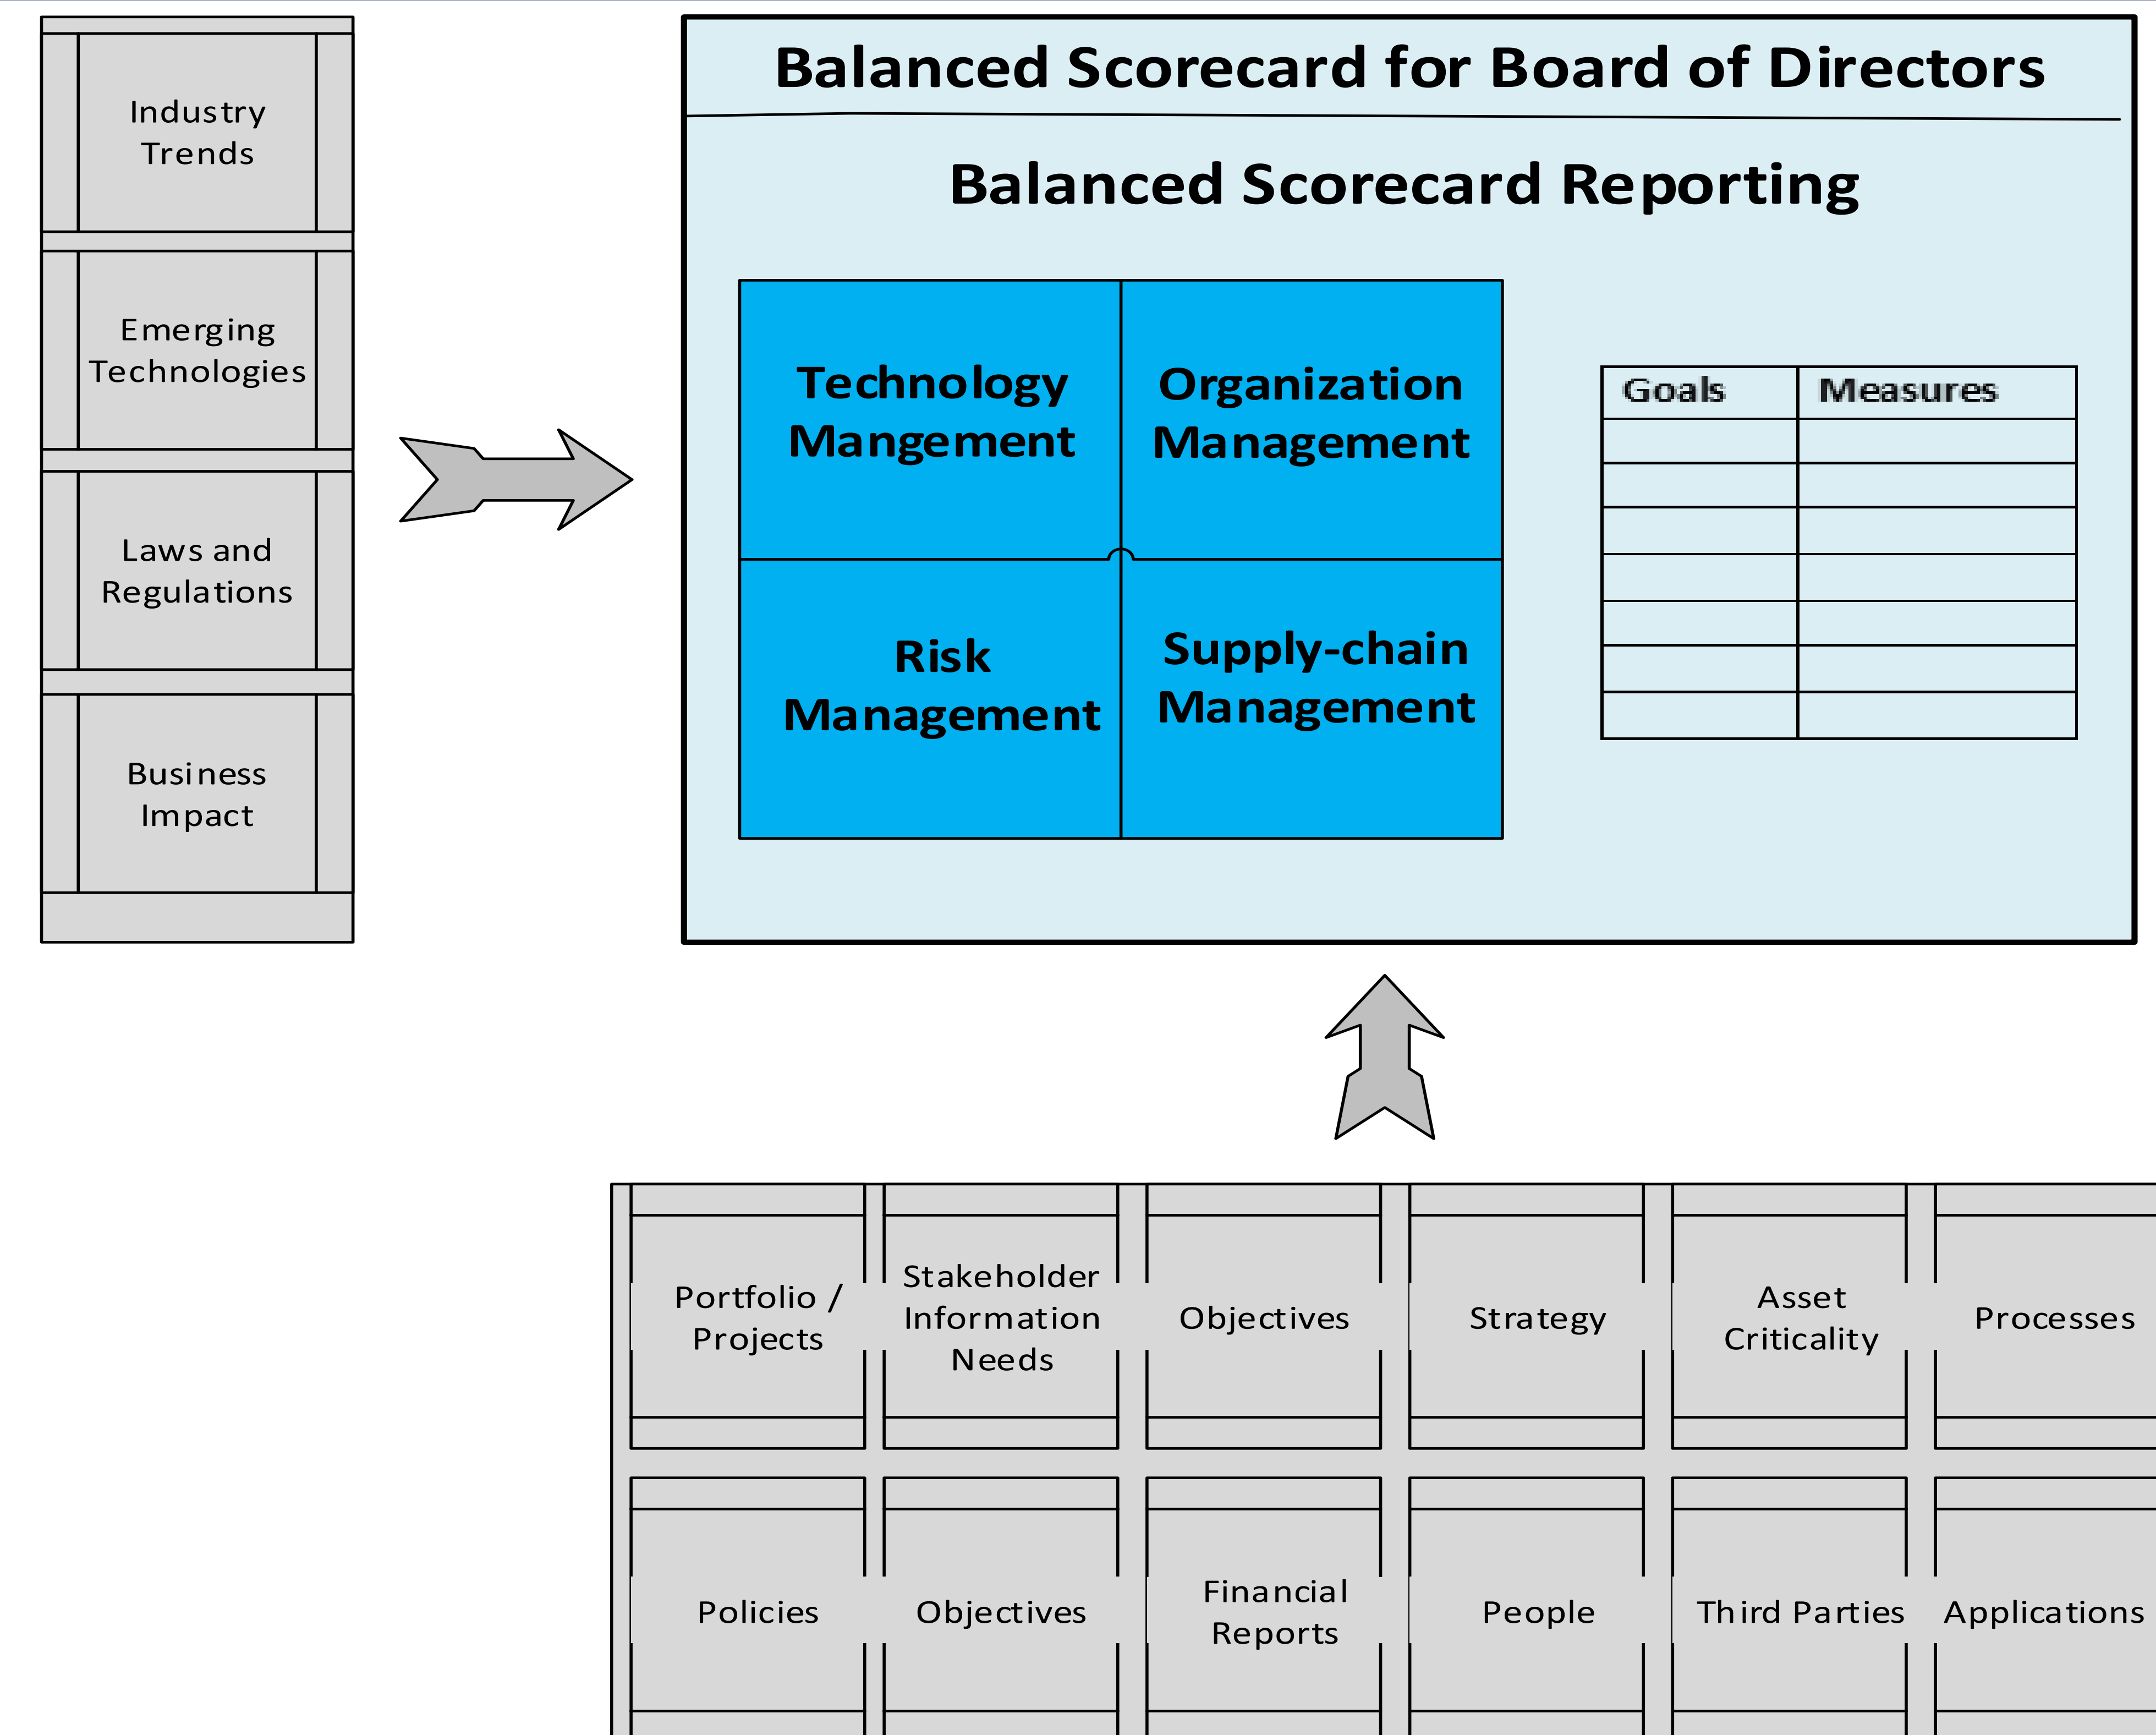 Industry
Trends
Emerging
Technologies
Laws and
Regulations
Business
Impact
Balanced Scorecard for Board of Directors
Balanced Scorecard Reporting
Technology
Mangement
Organization
Management
Risk
Management
Supply-chain
Management
Goals Measures
Portfolio /
Projects
Stakeholder
Information
Needs
Objectives
Strategy
Asset
Criticality
Processes
Policies
Objectives
Financial
Reports
People
Third Parties
Applications